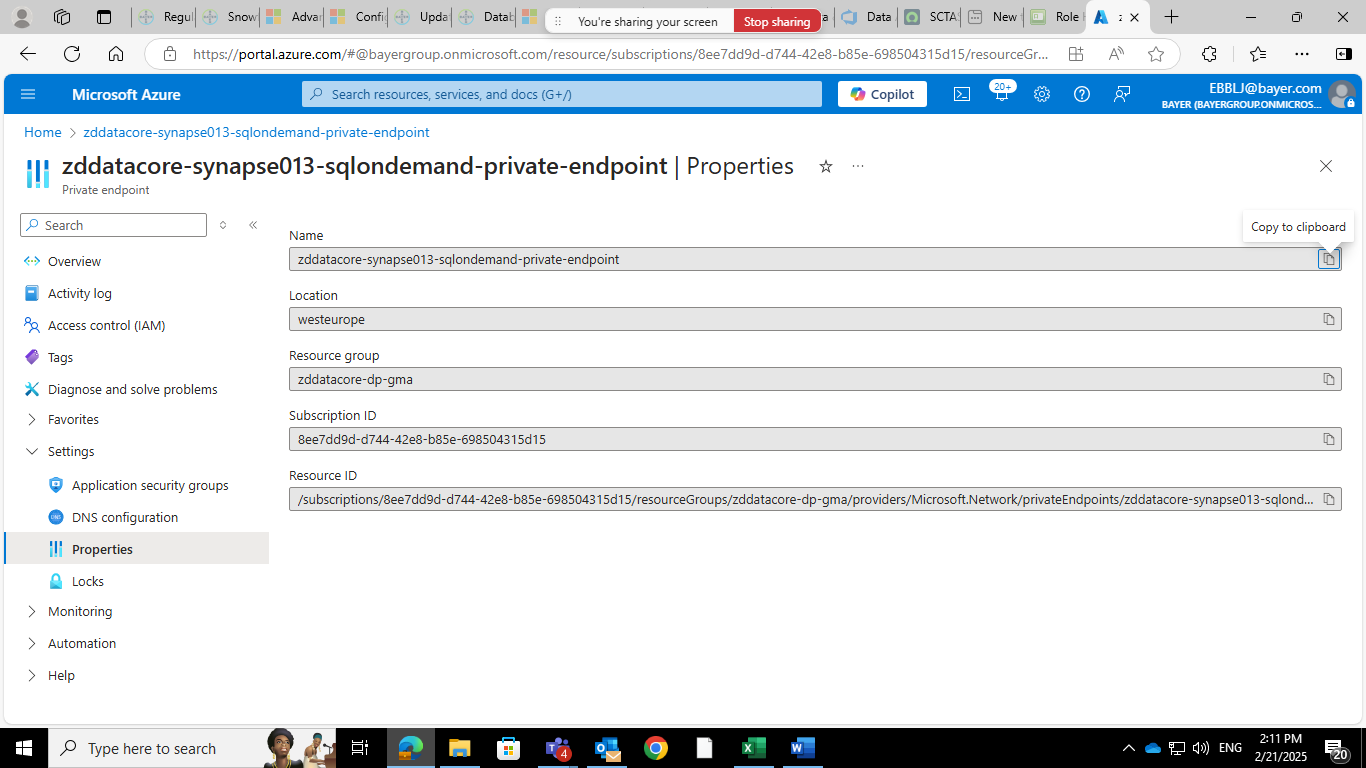 Regul
Snow
Advar
Config
Upda
Datab
You're sharing your screen
Stop sharing
Data
SCTAS
New
Role F
https://portal.azure.com/#@bayergroup.onmicrosoft.com/resource/subscriptions/8ee7dd9d-d744-42e8-b85e-698504315d15/resourceGr...
Microsoft Azure
Search resources, services, and docs (G+/)
Copilot
20+
EBBLJ@bayer.com
BAYER (BAYERGROUP.ONMICROS...
Home > zddatacore-synapse013-sqlondemand-private-endpoint
zddatacore-synapse013-sqlondemand-private-endpoint | Properties
Private endpoint
Search
Copy to clipboard
Overview
Activity log
Access control (IAM)
Tags
Diagnose and solve problems
Favorites
Settings
Application security groups
DNS configuration
Properties
Locks
Monitoring
Automation
Help
Name
zddatacore-synapse013-sqlondemand-private-endpoint
Location
westeurope
Resource group
zddatacore-dp-gma
Subscription ID
8ee7dd9d-d744-42e8-b85e-698504315d15
Resource ID
/subscriptions/8ee7dd9d-d744-42e8-b85e-698504315d15/resourceGroups/zddatacore-dp-gma/providers/Microsoft.Network/privateEndpoints/zddatacore-synapse013-sqlond...
Type here to search
4
ENG
2:11 PM
2/21/2025
20